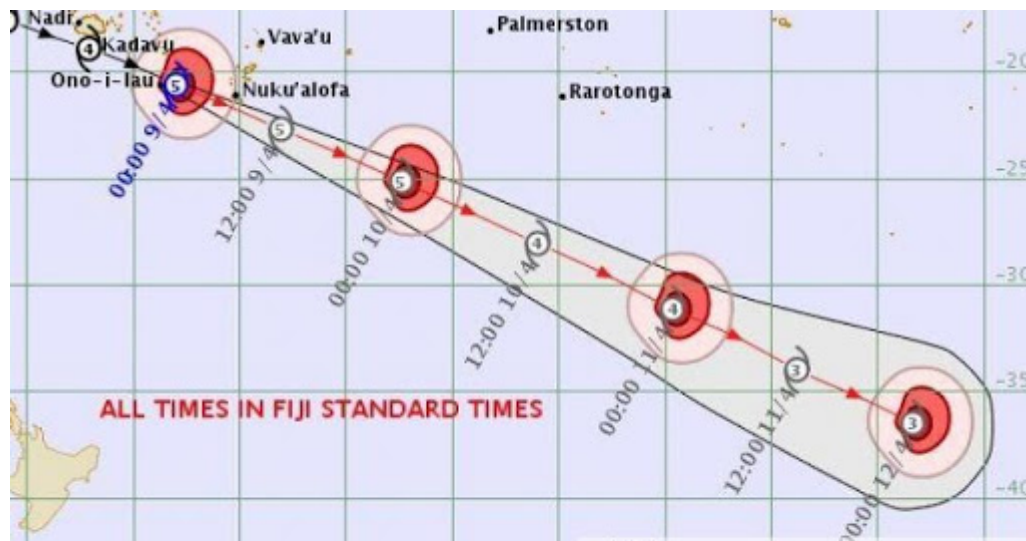 Nadi
Palmerston
4
Kadavu
Vava'u
-20
Ono-i-lau
5
Nuku'alofa
Rarotonga
00:00 9/4
5
12:00 9/4
5
-25
00:00 10/4
4
12:00 10/4
-30
4
00:00 11/4
3
12:00 11/4
-35
ALL TIMES IN FIJI STANDARD TIMES
3
00:00 12/4
-40